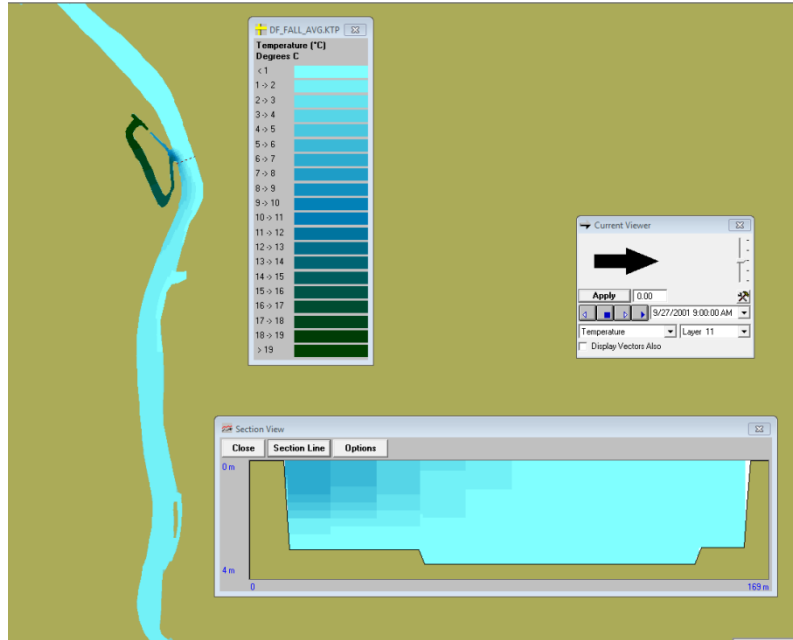 DF_FALL_AVG.KTP
Temperature (°C)
Degrees C
< 1
1 -> 2
2 -> 3
3 -> 4
4 -> 5
5 -> 6
6 -> 7
7 -> 8
8 -> 9
9 -> 10
10 -> 11
11 -> 12
12 -> 13
13 -> 14
14 -> 15
15 -> 16
16 -> 17
17 -> 18
18 -> 19
> 19
Current Viewer
Apply 0.00
9/27/2001 9:00:00 AM
Temperature Layer 11
Display Vectors Also
Section View
Close Section Line Options
0 m
4 m
0 169 m